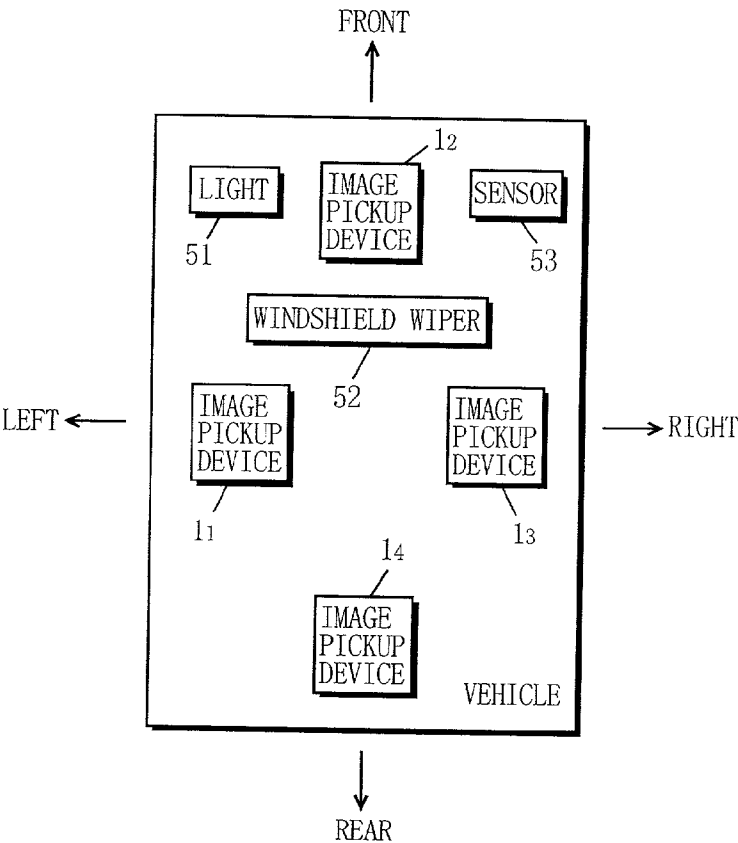 FRONT
1₂
LIGHT
IMAGE
PICKUP
DEVICE
SENSOR
51
53
WINDSHIELD WIPER
52
LEFT
IMAGE
PICKUP
DEVICE
IMAGE
PICKUP
DEVICE
RIGHT
1₁
1₃
1₄
IMAGE
PICKUP
DEVICE
VEHICLE
REAR